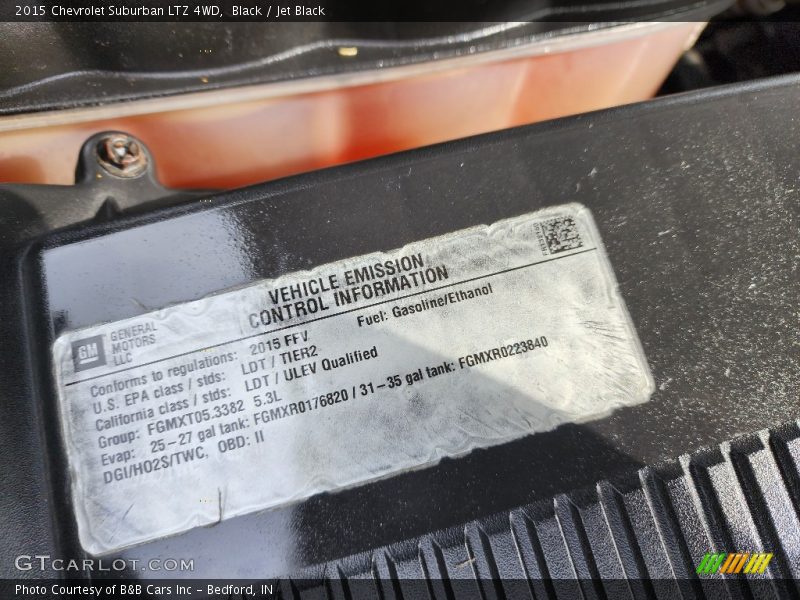 2015 Chevrolet Suburban LTZ 4WD, Black / Jet Black
VEHICLE EMISSION
CONTROL INFORMATION
GM
GENERAL
MOTORS
LLC
Conforms to regulations: 2015 FFV
Fuel: Gasoline/Ethanol
U.S. EPA class / stds: LDT / TIER2
California class / stds: LDT / ULEV Qualified
Group: FGMXT05.3382 5.3L
Evap: 25–27 gal tank: FGMXR0176820 / 31–35 gal tank: FGMXR0223840
DGI/HO2S/TWC, OBD: II
GTcarlot.com
Photo Courtesy of B&B Cars Inc - Bedford, IN